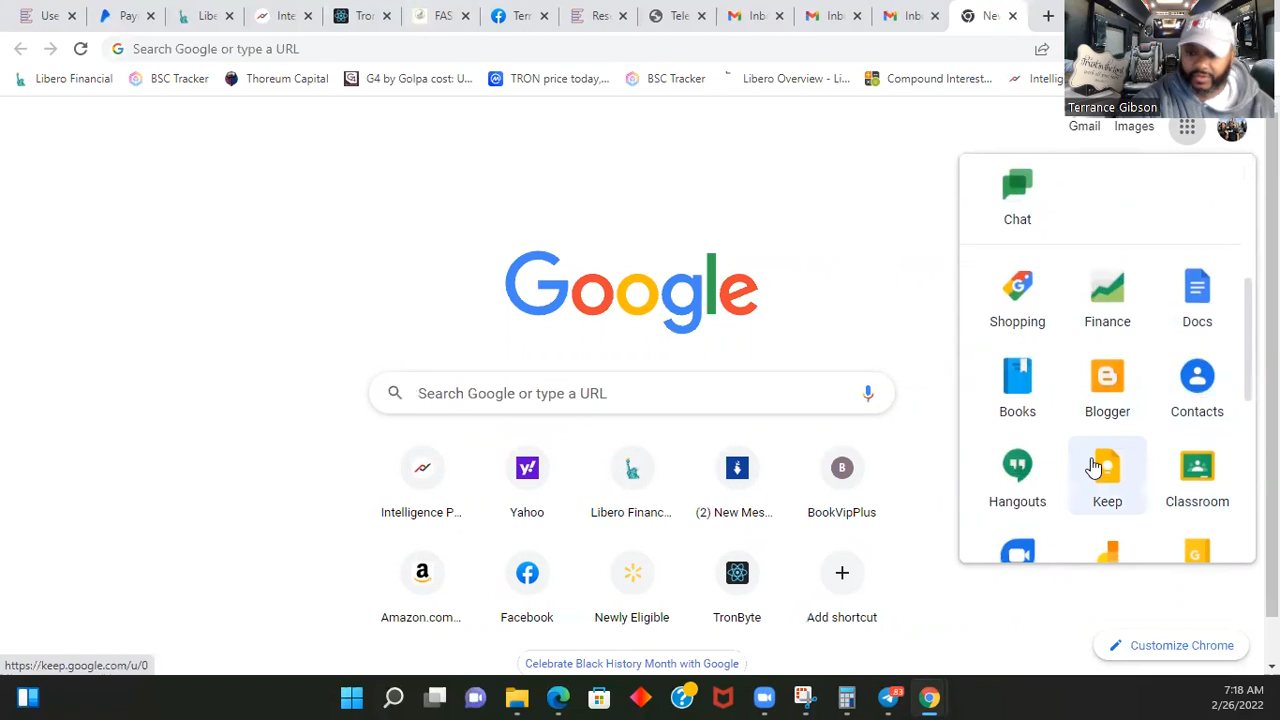 Use
Pay
Libe
Inte
Tron
FAX
Terr
Res
Tele
Inb
Inb
Ne
Search Google or type a URL
Libero Financial
BSC Tracker
Thoreum Capital
G4 by Golpa cost: U...
TRON price today,...
BSC Tracker
Libero Overview - Li...
Compound Interest...
Intellig
Terrance Gibson
Gmail
Images
Chat
Google
Shopping
Finance
Docs
Search Google or type a URL
Books
Blogger
Contacts
Hangouts
Keep
Classroom
Intelligence P...
Yahoo
Libero Financ...
(2) New Mes...
BookVipPlus
Amazon.com...
Facebook
Newly Eligible
TronByte
Add shortcut
Customize Chrome
https://keep.google.com/u/0
Celebrate Black History Month with Google
7:18 AM
2/26/2022